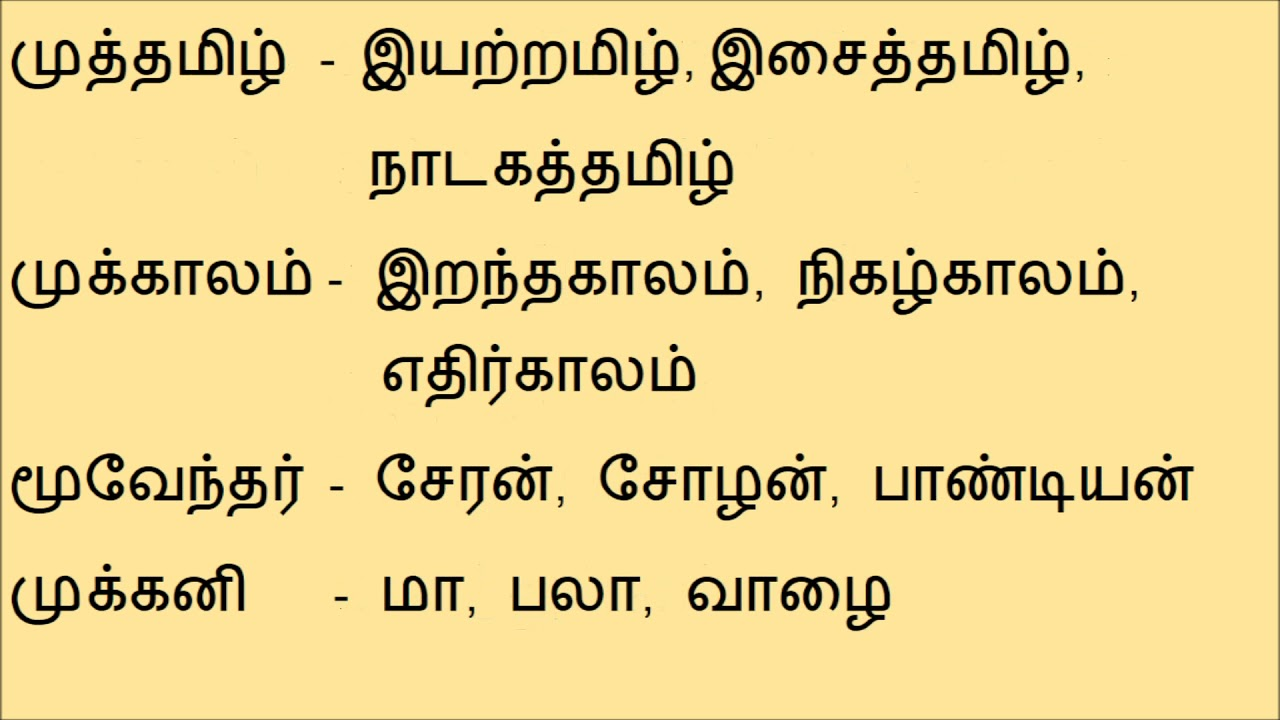 முத்தமிழ் - இயற்றமிழ், இசைத்தமிழ்,
நாடகத்தமிழ்
முக்காலம் - இறந்தகாலம், நிகழ்காலம்,
எதிர்காலம்
மூவேந்தர் - சேரன், சோழன், பாண்டியன்
முக்கனி - மா, பலா, வாழை